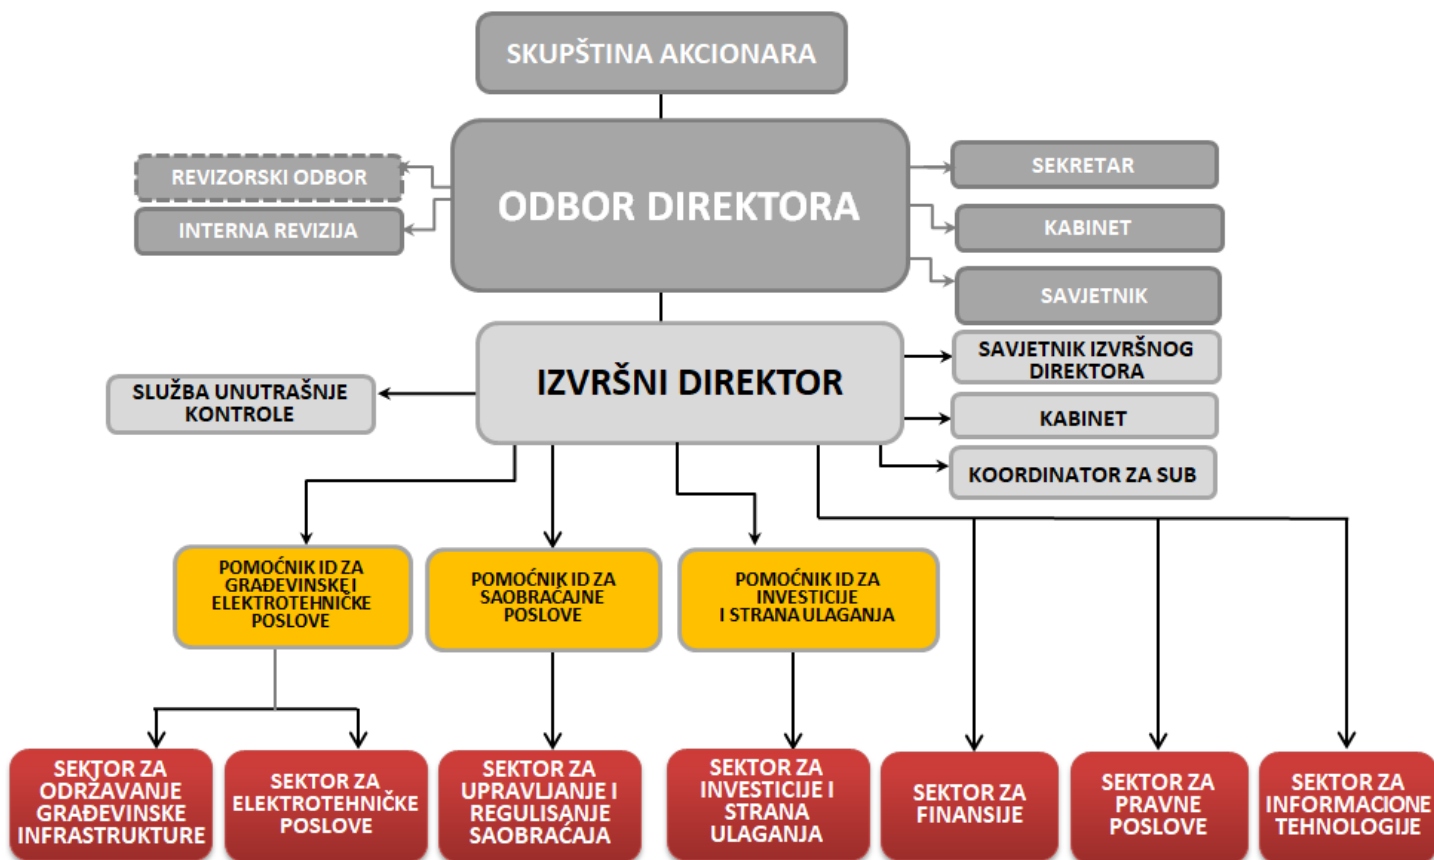 SKUPŠTINA AKCIONARA
ODBOR DIREKTORA
REVIZORSKI ODBOR
INTERNA REVIZIJA
SEKRETAR
KABINET
SAVJETNIK
IZVRŠNI DIREKTOR
SLUŽBA UNUTRAŠNJE
KONTROLE
SAVJETNIK IZVRŠNOG
DIREKTORA
KABINET
KOORDINATOR ZA SUB
POMOĆNIK ID ZA
GRAĐEVINSKE I
ELEKTROTEHNIČKE
POSLOVE
POMOĆNIK ID ZA
SAOBRAĆAJNE
POSLOVE
POMOĆNIK ID ZA
INVESTICIJE
I STRANA ULAGANJA
SEKTOR ZA
ODRŽAVANJE
GRAĐEVINSKE
INFRASTRUKTURE
SEKTOR ZA
ELEKTROTEHNIČKE
POSLOVE
SEKTOR ZA
UPRAVLJANJE I
REGULISANJE
SAOBRAĆAJA
SEKTOR ZA
INVESTICIJE I
STRANA
ULAGANJA
SEKTOR ZA
FINANSIJE
SEKTOR ZA
PRAVNE
POSLOVE
SEKTOR ZA
INFORMACIONE
TEHNOLOGIJE